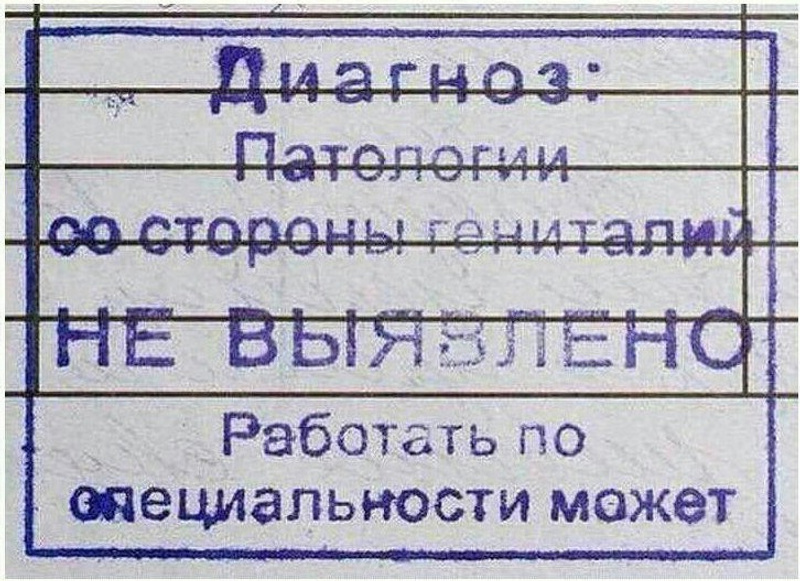 Диагноз:
Патологии
со стороны гениталий
НЕ ВЫЯВЛЕНО
Работать по
специальности может